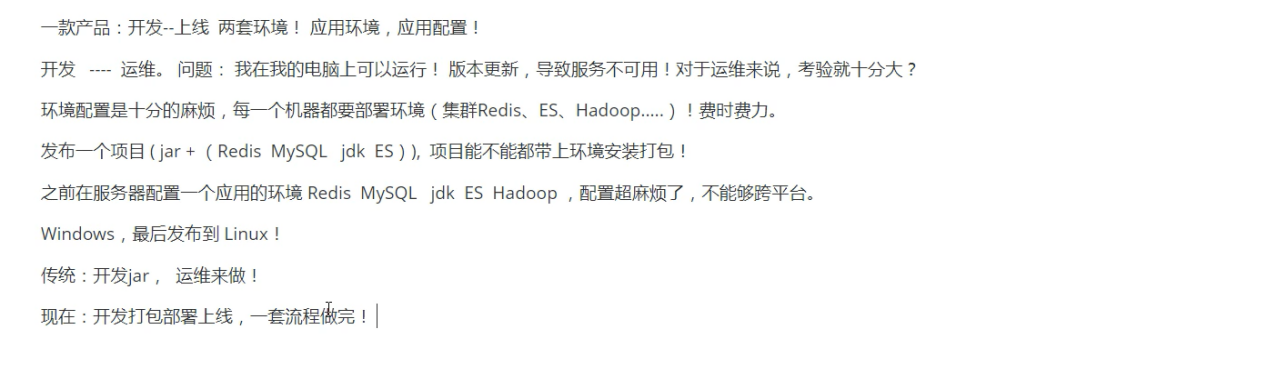 一款产品：开发--上线 两套环境！ 应用环境，应用配置！
开发 ---- 运维。 问题： 我在我的电脑上可以运行！ 版本更新，导致服务不可用！对于运维来说，考验就十分大？
环境配置是十分的麻烦，每一个机器都要部署环境（集群Redis、ES、Hadoop.....）！费时费力。
发布一个项目 ( jar + （ Redis MySQL jdk ES ) ), 项目能不能都带上环境安装打包！
之前在服务器配置一个应用的环境 Redis MySQL jdk ES Hadoop ，配置超麻烦了，不能够跨平台。
Windows，最后发布到 Linux！
传统：开发jar， 运维来做！
现在：开发打包部署上线，一套流程做完！